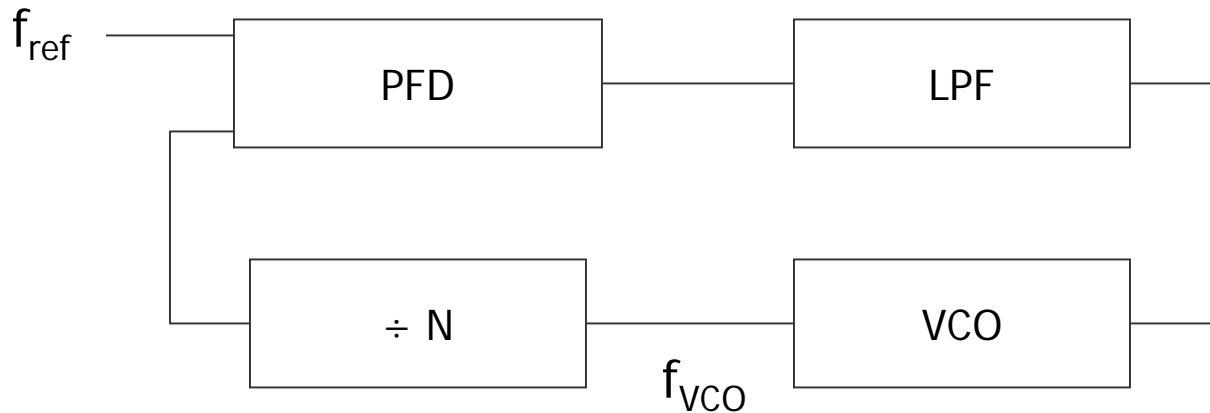 f_ref
PFD
LPF
÷ N
VCO
f_VCO